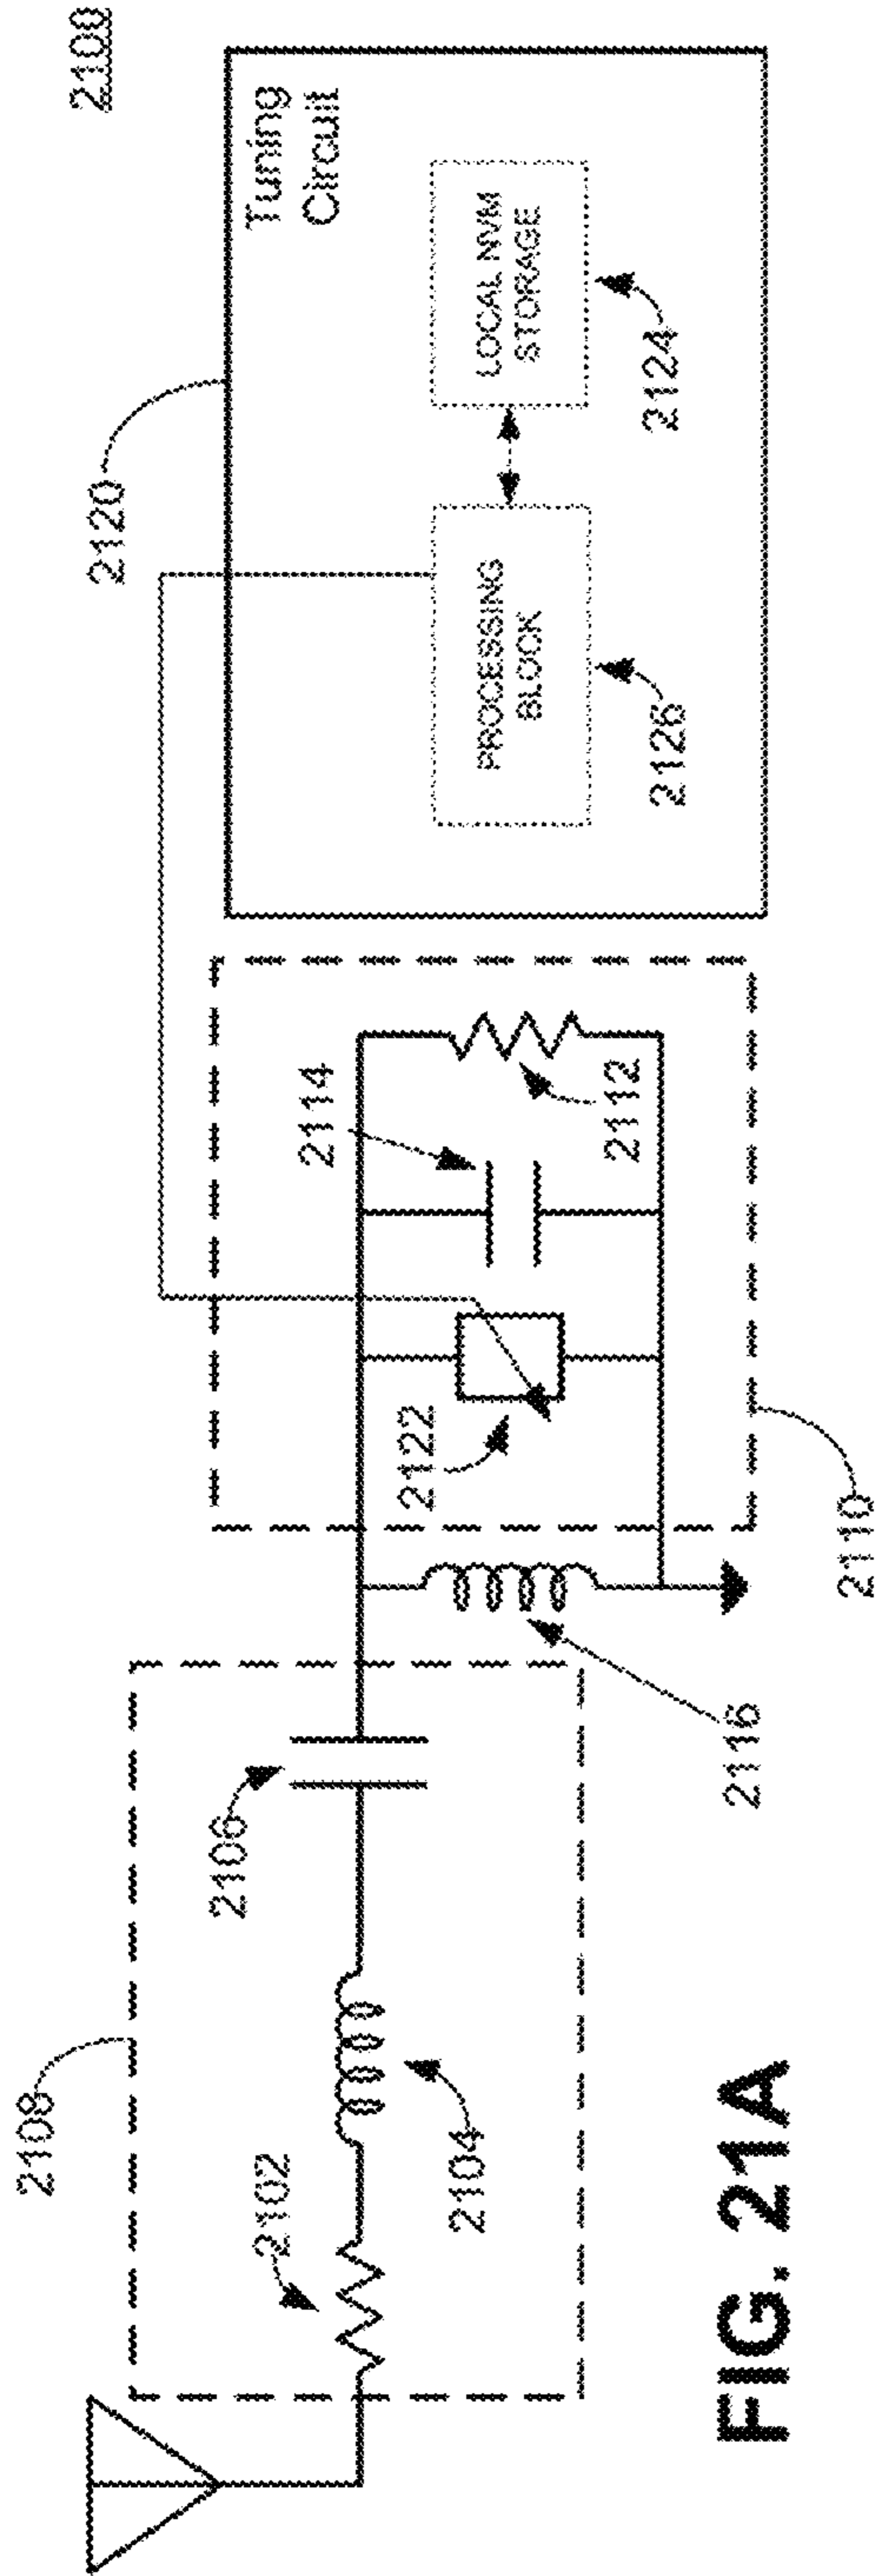 2100
2108
2102
2104
2106
2116
2110
2122
2114
2112
2120
Tuning
Circuit
PROCESSING
BLOCK
2126
LOCAL NVM
STORAGE
2124
FIG. 21A